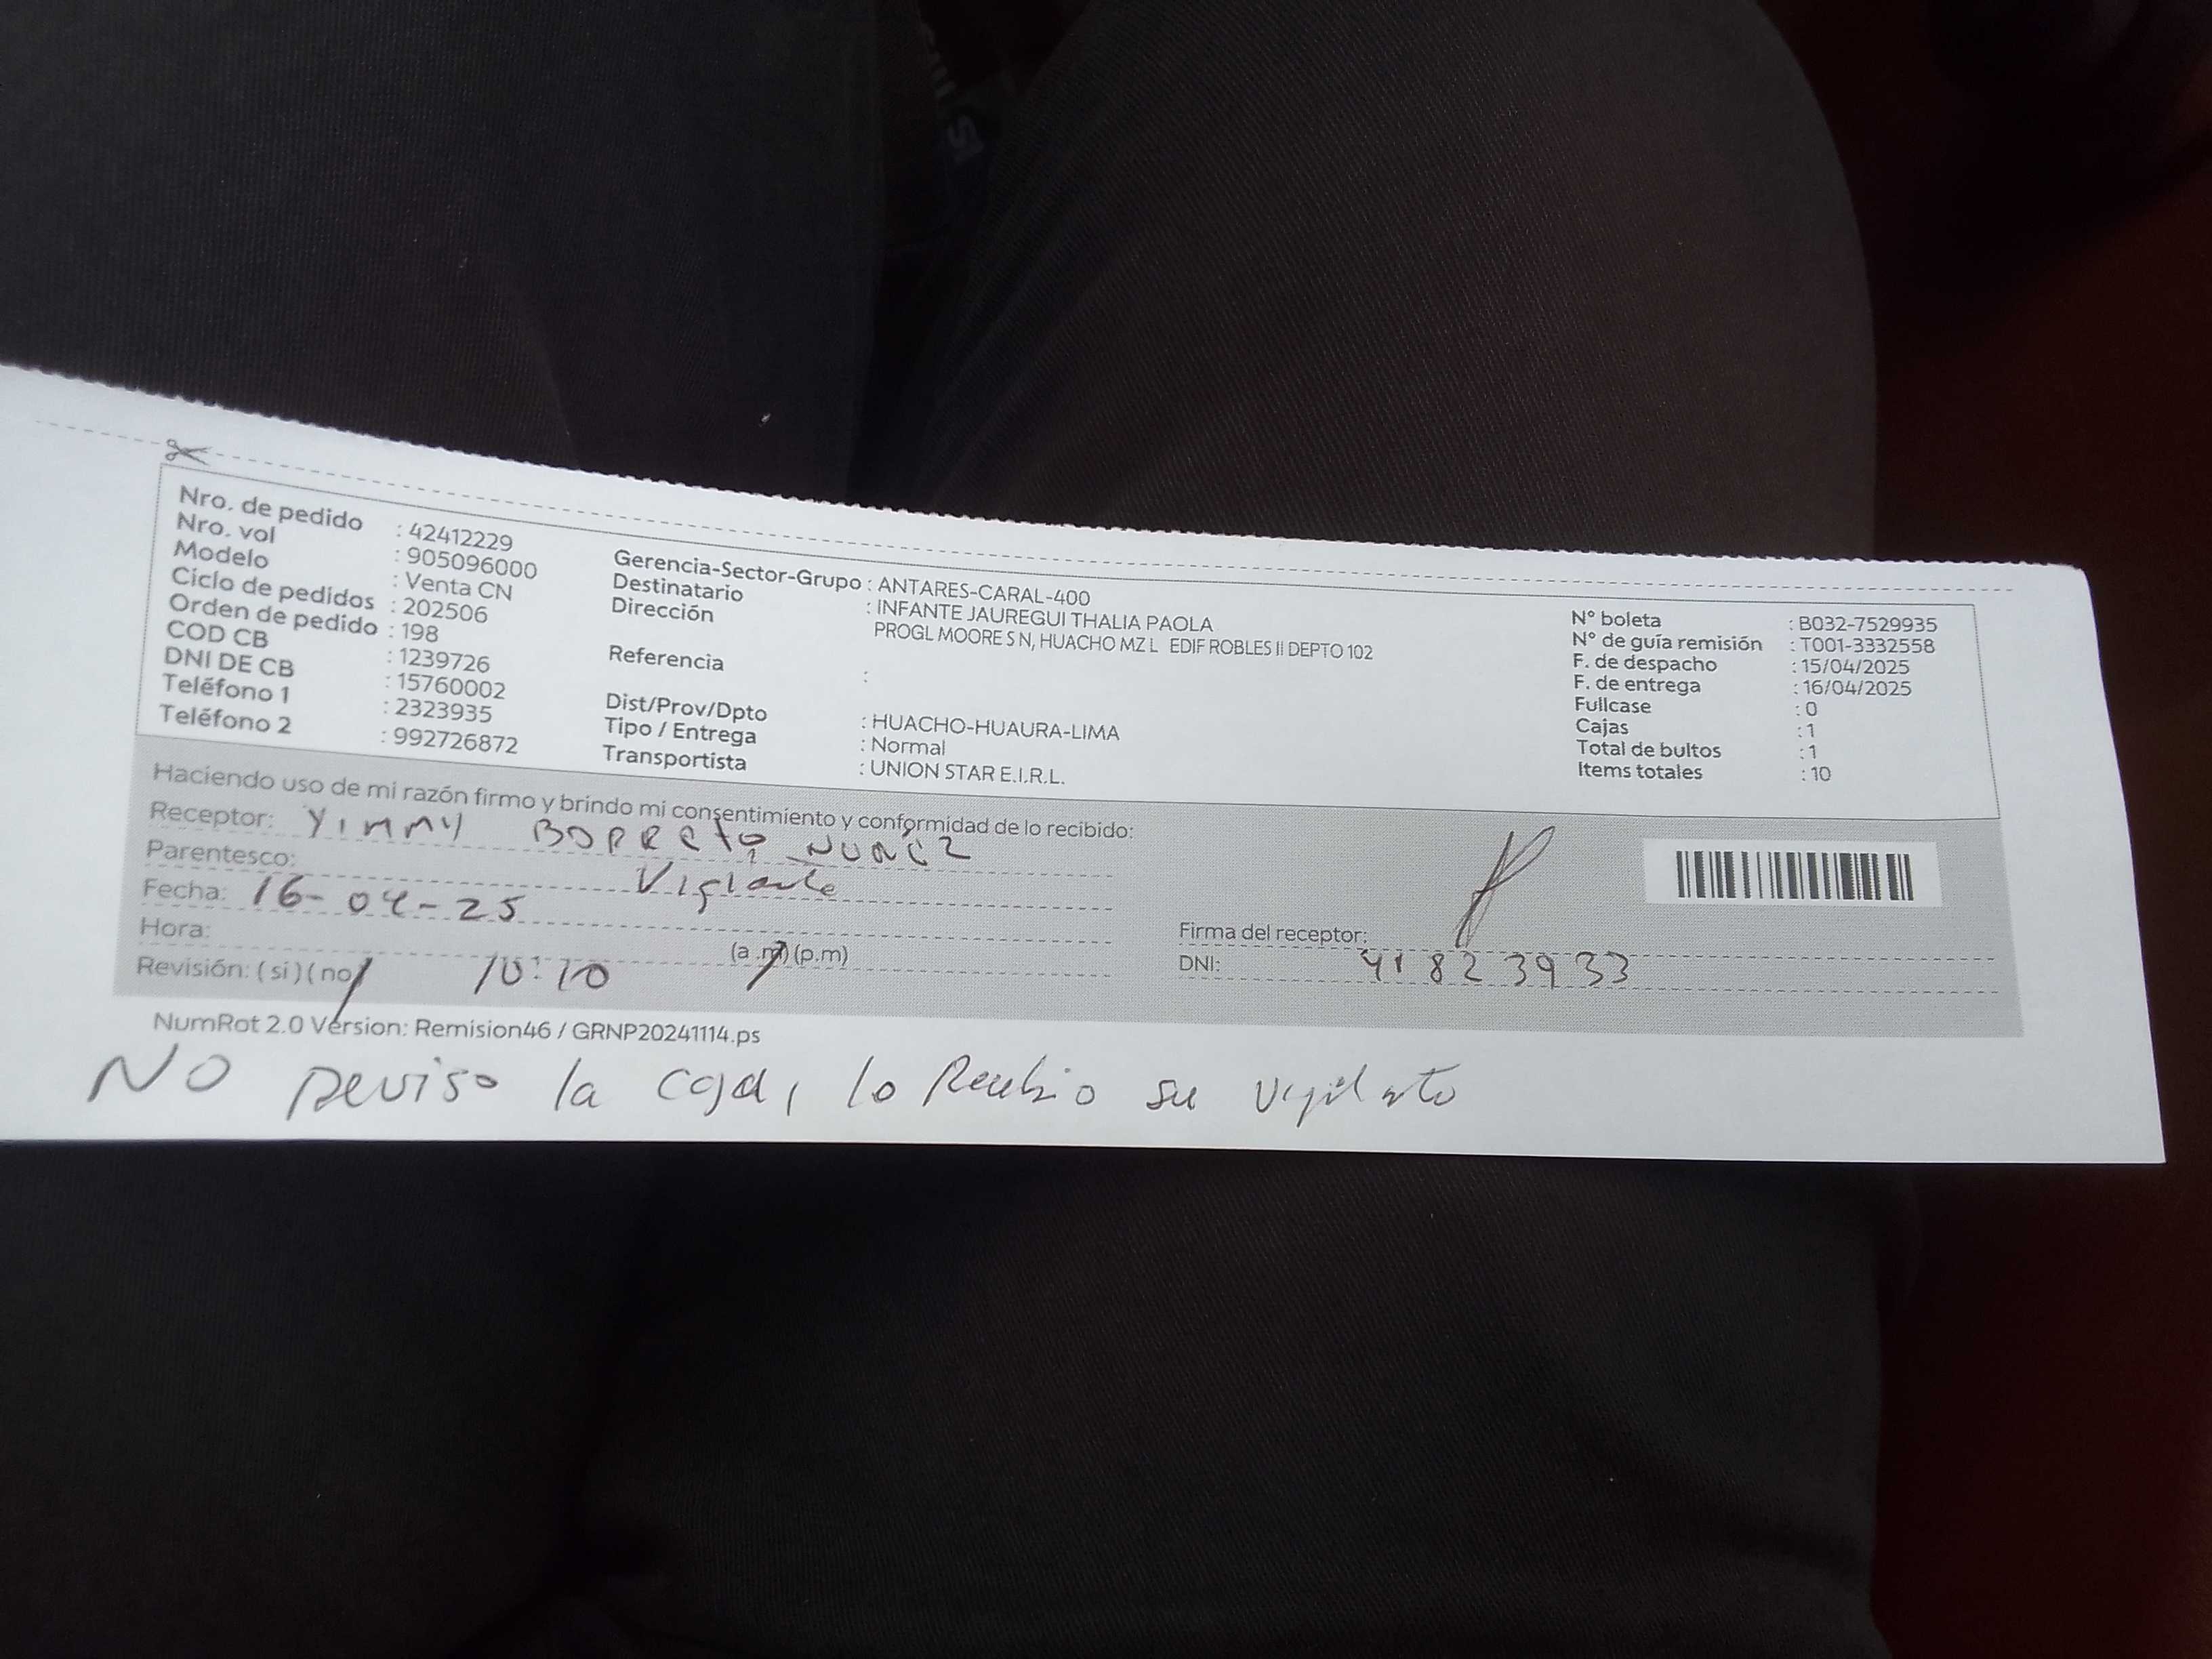 Nro. de pedido : 42412229
Nro. vol : 905096000
Modelo : Venta CN
Ciclo de pedidos : 202506
Orden de pedido : 198
COD CB : 1239726
DNI DE CB : 15760002
Teléfono 1 : 2323935
Teléfono 2 : 992726872
Gerencia-Sector-Grupo : ANTARES-CARAL-400
Destinatario : INFANTE JAUREGUI THALIA PAOLA
Dirección PROGL MOORE S N, HUACHO MZ L EDIF ROBLES II DEPTO 102
Referencia :
Dist/Prov/Dpto : HUACHO-HUAURA-LIMA
Tipo / Entrega : Normal
Transportista : UNION STAR E.I.R.L.
N° boleta : B032-7529935
N° de guía remisión : T001-3332558
F. de despacho : 15/04/2025
F. de entrega : 16/04/2025
Fullcase : 0
Cajas : 1
Total de bultos : 1
Items totales : 10
Haciendo uso de mi razón firmo y brindo mi consentimiento y conformidad de lo recibido:
Receptor: Yimmy
Parentesco: Vigilante
Fecha: 16-04-25
Hora: 10:10 (a.m) (p.m)
Revisión: (si) (no)
Firma del receptor:
DNI: 41823933
NumRot 2.0 Version: Remision46 / GRNP20241114.ps
NO reviso la caja, lo Recibio su